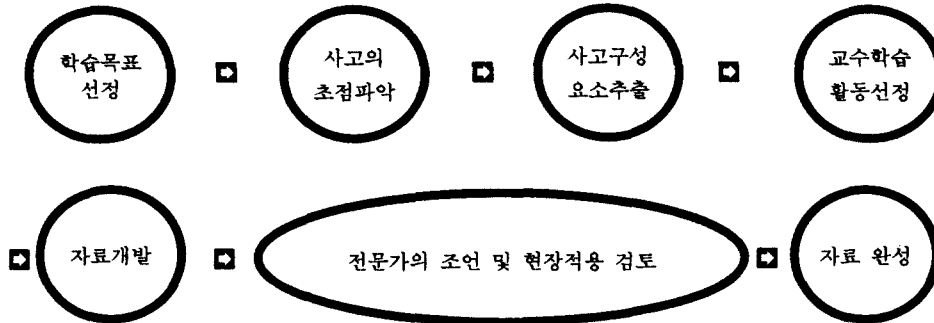 학습목표
선정
사고의
초점파악
사고구성
요소추출
교수학습
활동선정
자료개발
전문가의 조언 및 현장적용 검토
자료 완성